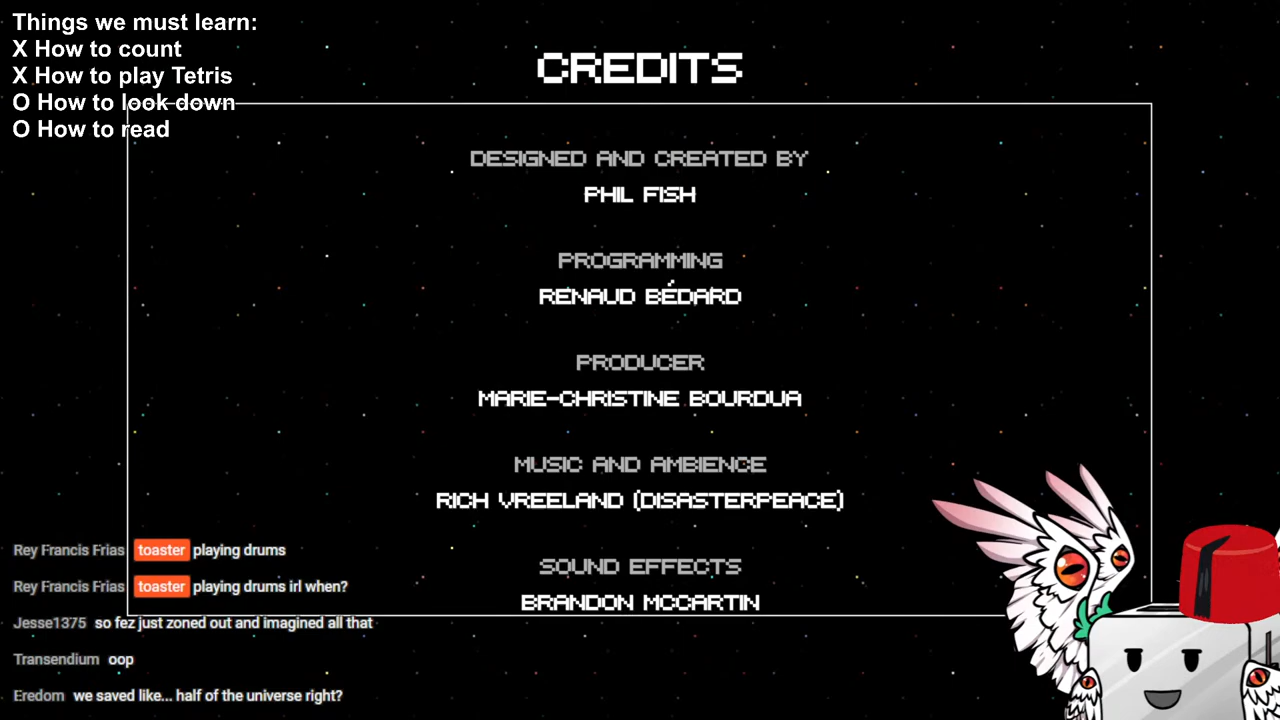 Things we must learn:
X How to count
X How to play Tetris
O How to look down
O How to read
CREDITS
DESIGNED AND CREATED BY
PHIL FISH
PROGRAMMING
RENAUD BÉDARD
PRODUCER
MARIE-CHRISTINE BOURDUA
MUSIC AND AMBIENCE
RICH VREELAND (DISASTERPEACE)
SOUND EFFECTS
BRANDON MCCARTIN
Rey Francis Frias toaster playing drums
Rey Francis Frias toaster playing drums irl when?
Jesse1375 so fez just zoned out and imagined all that
Transendium oop
Eredom we saved like... half of the universe right?